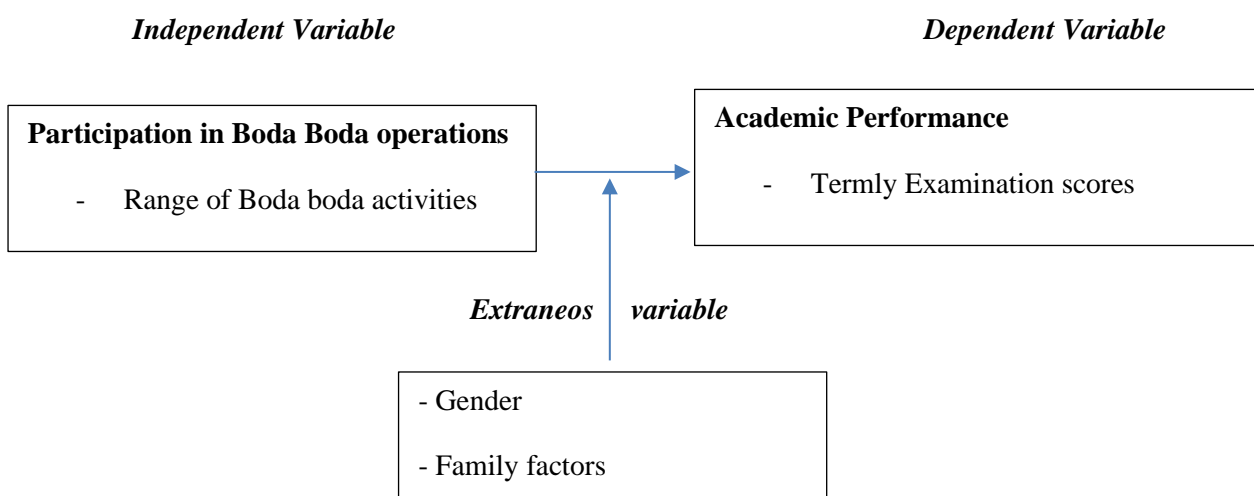 Independent Variable
Dependent Variable
Participation in Boda Boda operations
- Range of Boda boda activities
Academic Performance
- Termly Examination scores
Extraneos variable
- Gender
- Family factors